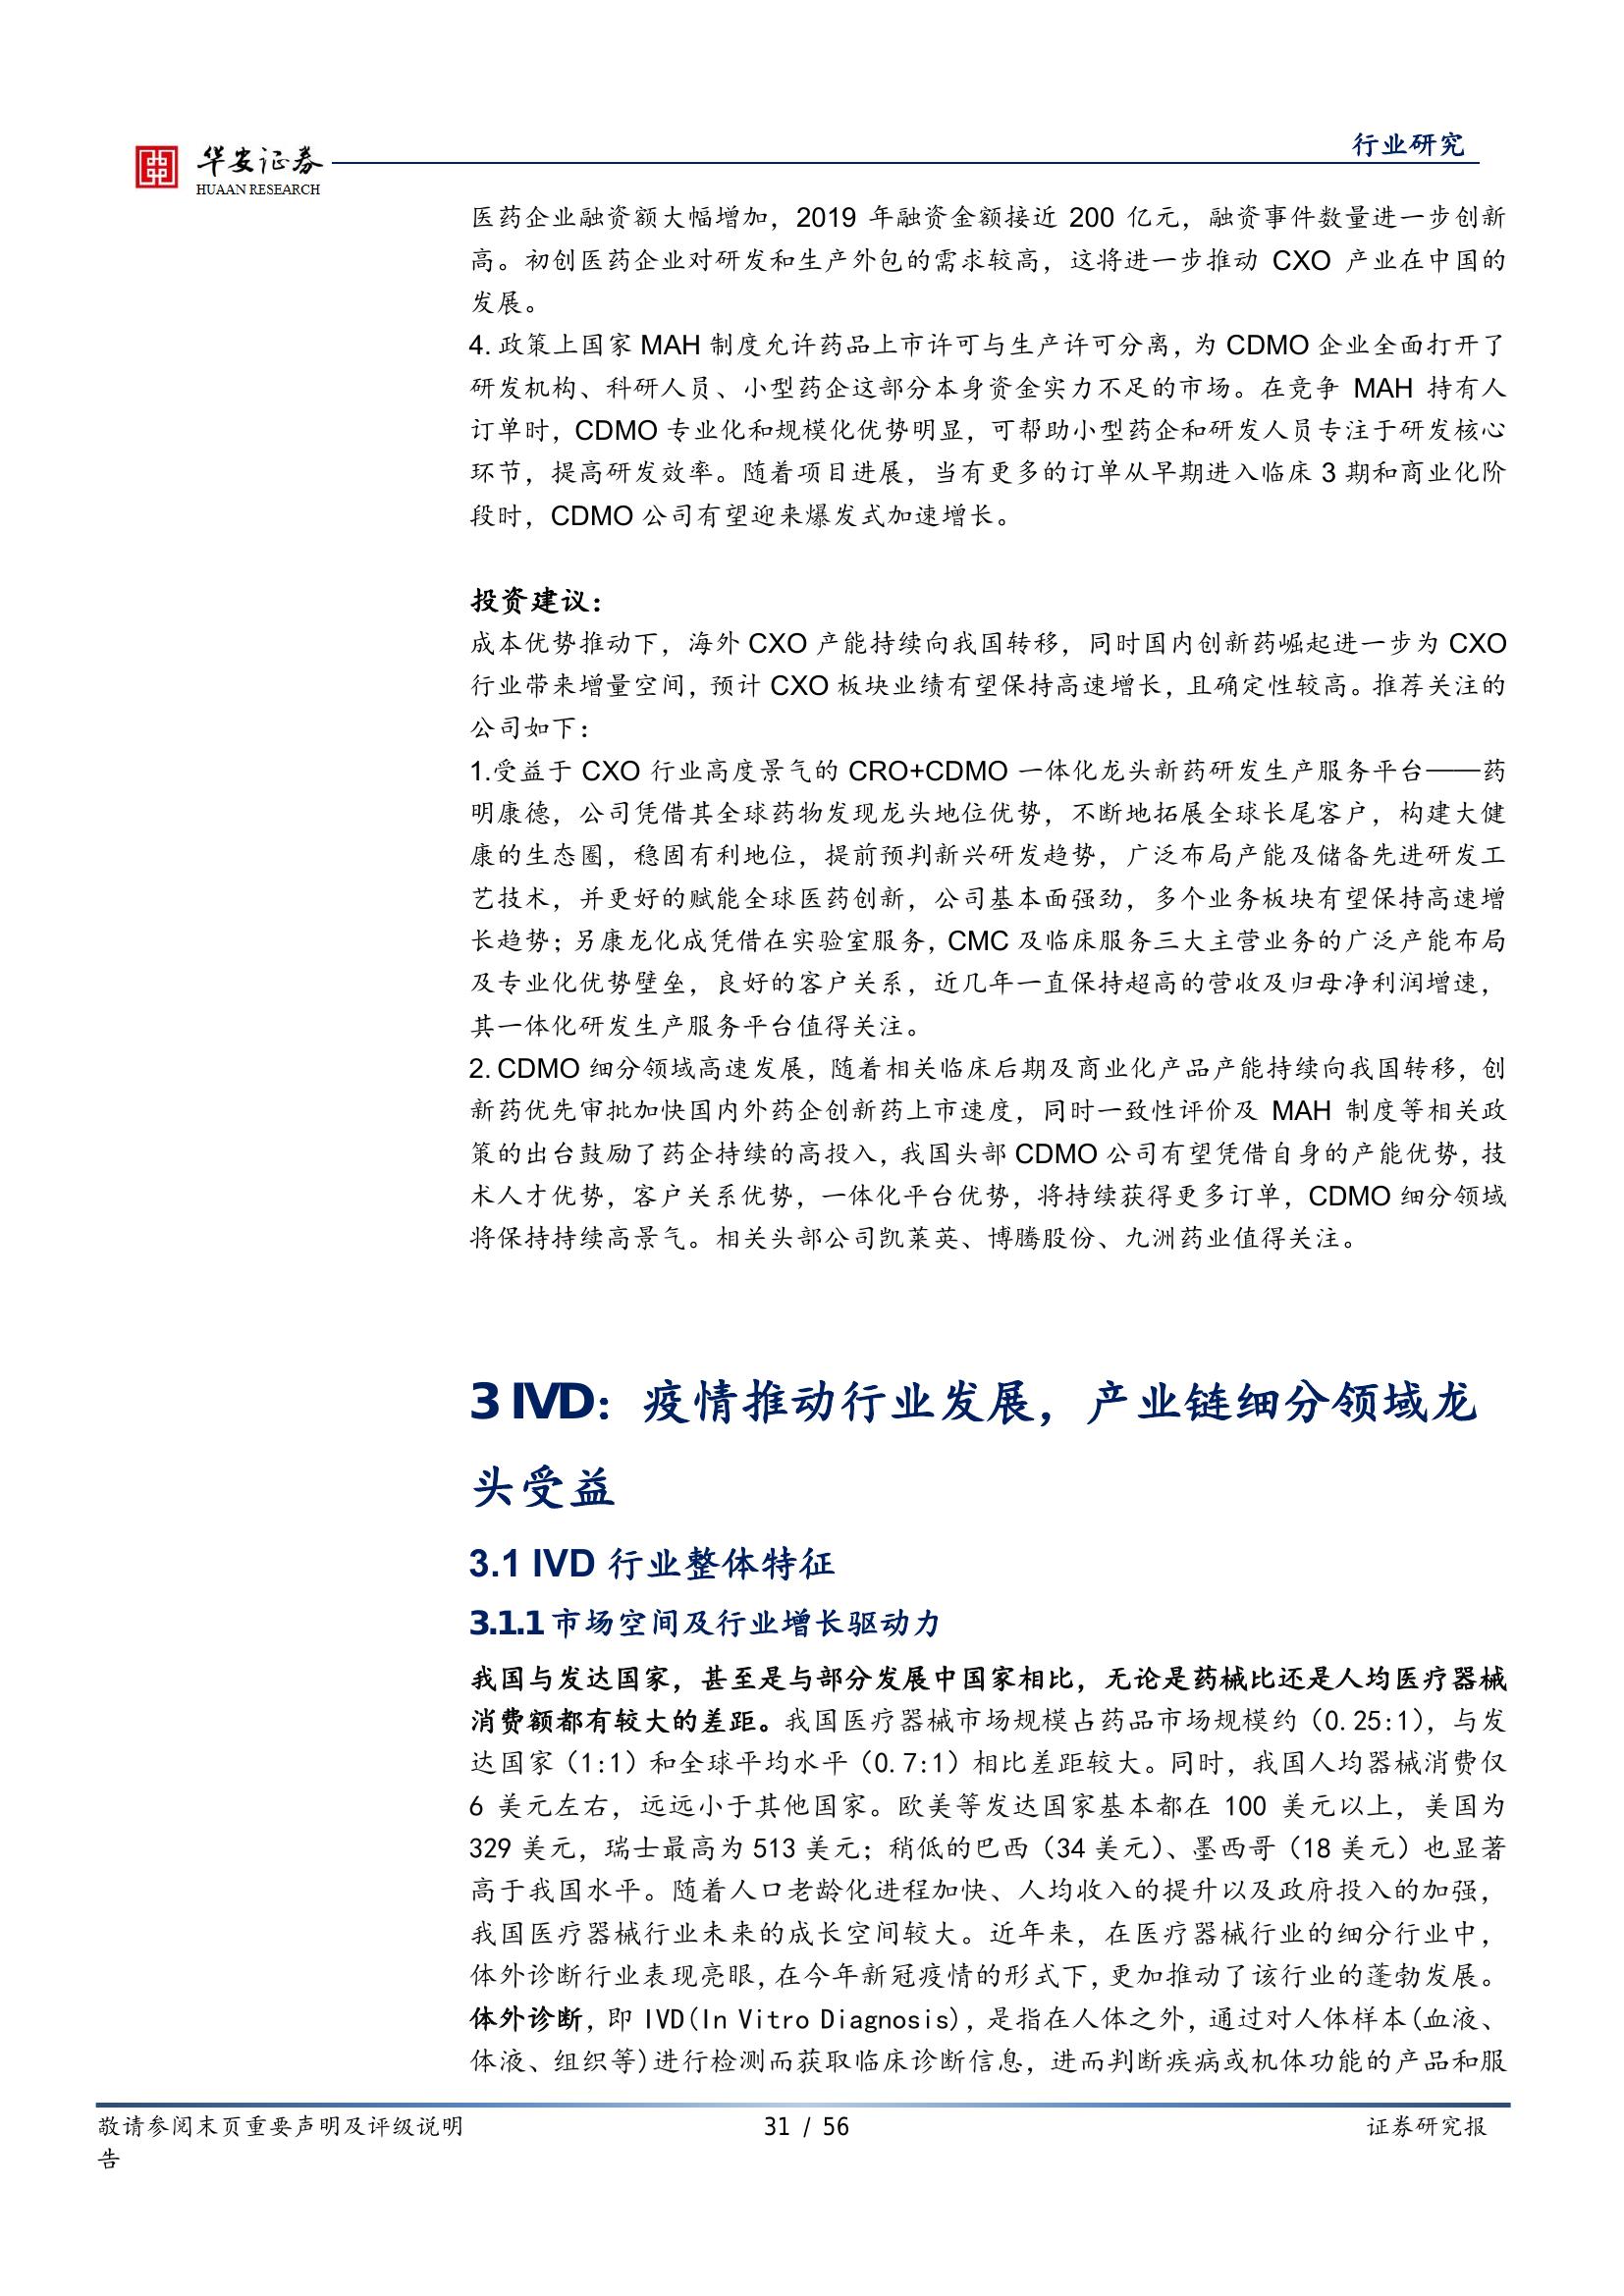 华安证券
HUAAN RESEARCH
行业研究
医药企业融资额大幅增加，2019 年融资金额接近 200 亿元，融资事件数量进一步创新
高。初创医药企业对研发和生产外包的需求较高，这将进一步推动 CXO 产业在中国的
发展。
4. 政策上国家 MAH 制度允许药品上市许可与生产许可分离，为 CDMO 企业全面打开了
研发机构、科研人员、小型药企这部分本身资金实力不足的市场。在竞争 MAH 持有人
订单时，CDMO 专业化和规模化优势明显，可帮助小型药企和研发人员专注于研发核心
环节，提高研发效率。随着项目进展，当有更多的订单从早期进入临床 3 期和商业化阶
段时，CDMO 公司有望迎来爆发式加速增长。
投资建议：
成本优势推动下，海外 CXO 产能持续向我国转移，同时国内创新药崛起进一步为 CXO
行业带来增量空间，预计 CXO 板块业绩有望保持高速增长，且确定性较高。推荐关注的
公司如下：
1.受益于 CXO 行业高度景气的 CRO+CDMO 一体化龙头新药研发生产服务平台——药
明康德，公司凭借其全球药物发现龙头地位优势，不断地拓展全球长尾客户，构建大健
康的生态圈，稳固有利地位，提前预判新兴研发趋势，广泛布局产能及储备先进研发工
艺技术，并更好的赋能全球医药创新，公司基本面强劲，多个业务板块有望保持高速增
长趋势；另康龙化成凭借在实验室服务，CMC 及临床服务三大主营业务的广泛产能布局
及专业化优势壁垒，良好的客户关系，近几年一直保持超高的营收及归母净利润增速，
其一体化研发生产服务平台值得关注。
2. CDMO 细分领域高速发展，随着相关临床后期及商业化产品产能持续向我国转移，创
新药优先审批加快国内外药企创新药上市速度，同时一致性评价及 MAH 制度等相关政
策的出台鼓励了药企持续的高投入，我国头部 CDMO 公司有望凭借自身的产能优势，技
术人才优势，客户关系优势，一体化平台优势，将持续获得更多订单，CDMO 细分领域
将保持持续高景气。相关头部公司凯莱英、博腾股份、九洲药业值得关注。
3 IVD：疫情推动行业发展，产业链细分领域龙
头受益
3.1 IVD 行业整体特征
3.1.1 市场空间及行业增长驱动力
我国与发达国家，甚至是与部分发展中国家相比，无论是药械比还是人均医疗器械
消费额都有较大的差距。我国医疗器械市场规模占药品市场规模约（0.25:1），与发
达国家（1:1）和全球平均水平（0.7:1）相比差距较大。同时，我国人均器械消费仅
6 美元左右，远远小于其他国家。欧美等发达国家基本都在 100 美元以上，美国为
329 美元，瑞士最高为 513 美元；稍低的巴西（34 美元）、墨西哥（18 美元）也显著
高于我国水平。随着人口老龄化进程加快、人均收入的提升以及政府投入的加强，
我国医疗器械行业未来的成长空间较大。近年来，在医疗器械行业的细分行业中，
体外诊断行业表现亮眼，在今年新冠疫情的形式下，更加推动了该行业的蓬勃发展。
体外诊断，即 IVD(In Vitro Diagnosis)，是指在人体之外，通过对人体样本(血液、
体液、组织等)进行检测而获取临床诊断信息，进而判断疾病或机体功能的产品和服
敬请参阅末页重要声明及评级说明
31 / 56
证券研究报
告